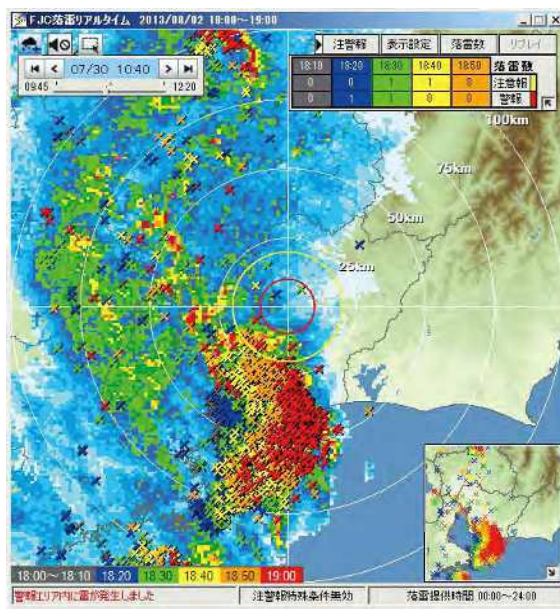 FJC落雷リアルタイム 2013/08/02 18:00～19:00
注警報 表示設定 落雷数 リプレイ
07/30 10:40
09:45 12:20
18:10 18:20 18:30 18:40 18:50 落雷数
0 0 1 1 0 注意報
0 1 1 0 0 警報
100km
75km
50km
25km
18:00～18:10 18:20 18:30 18:40 18:50 19:00
警報エリア内に雷が発生しました 注警報特殊条件無効 落雷提供時間 00:00～24:00